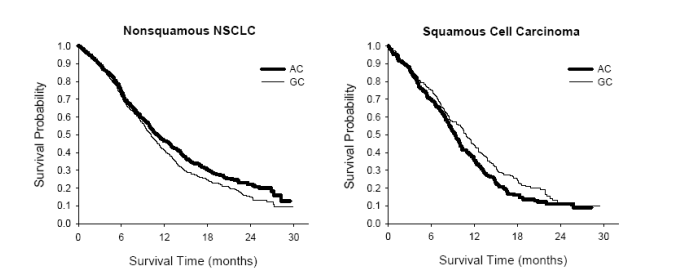 Nonsquamous NSCLC
1.0
0.9
0.8
0.7
0.6
0.5
0.4
0.3
0.2
0.1
0.0
Survival Probability
AC
GC
0 6 12 18 24 30
Survival Time (months)
Squamous Cell Carcinoma
1.0
0.9
0.8
0.7
0.6
0.5
0.4
0.3
0.2
0.1
0.0
Survival Probability
AC
GC
0 6 12 18 24 30
Survival Time (months)